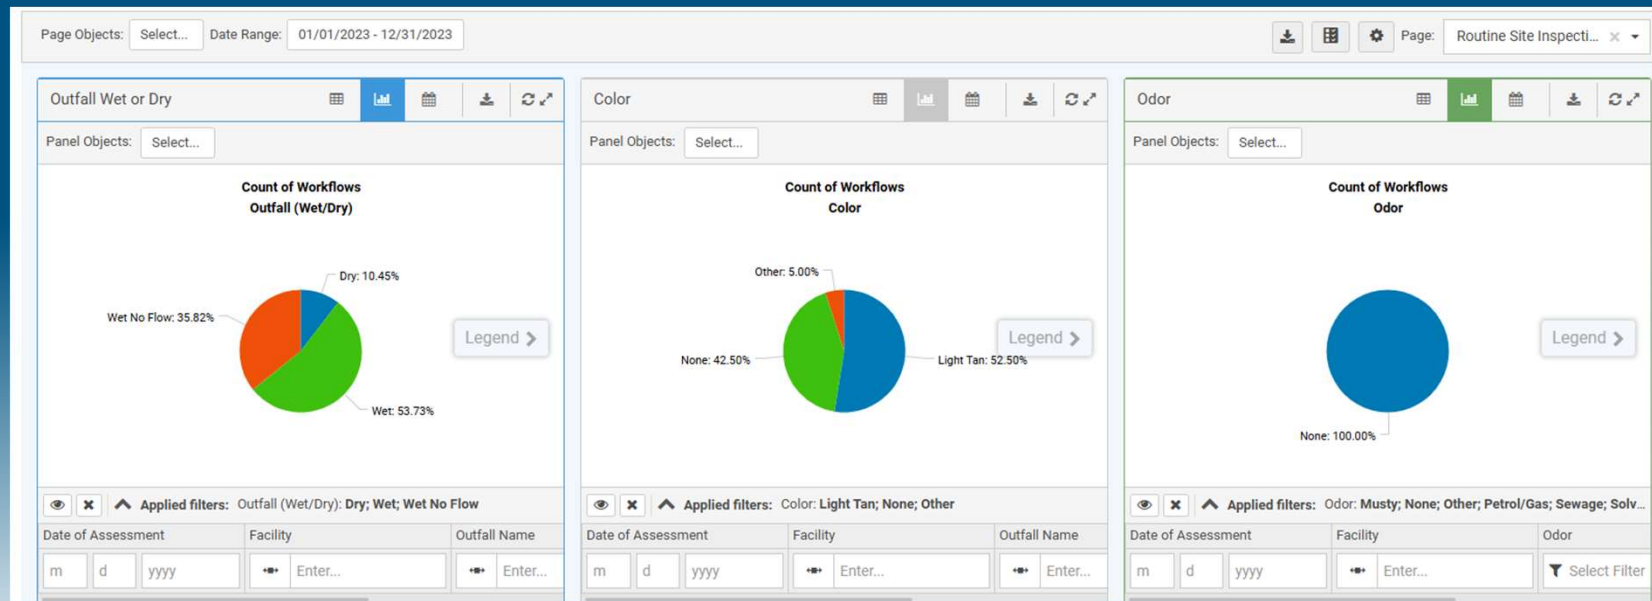 Page Objects: Select... Date Range: 01/01/2023 - 12/31/2023 Page: Routine Site Inspecti...
Outfall Wet or Dry
Panel Objects: Select...
Count of Workflows
Outfall (Wet/Dry)
Dry: 10.45%
Wet No Flow: 35.82%
Legend
Wet: 53.73%
Applied filters: Outfall (Wet/Dry): Dry; Wet; Wet No Flow
Date of Assessment Facility Outfall Name
m d yyyy Enter... Enter...
Color
Panel Objects: Select...
Count of Workflows
Color
Other: 5.00%
Legend
None: 42.50%
Light Tan: 52.50%
Applied filters: Color: Light Tan; None; Other
Date of Assessment Facility Outfall Name
m d yyyy Enter... Enter...
Odor
Panel Objects: Select...
Count of Workflows
Odor
Legend
None: 100.00%
Applied filters: Odor: Musty; None; Other; Petrol/Gas; Sewage; Solv...
Date of Assessment Facility Odor
m d yyyy Enter... Select Filter